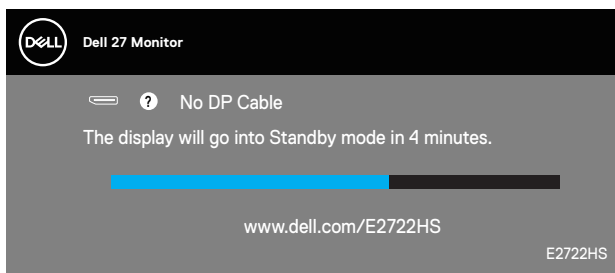 DELL
Dell 27 Monitor
? No DP Cable
The display will go into Standby mode in 4 minutes.
www.dell.com/E2722HS
E2722HS